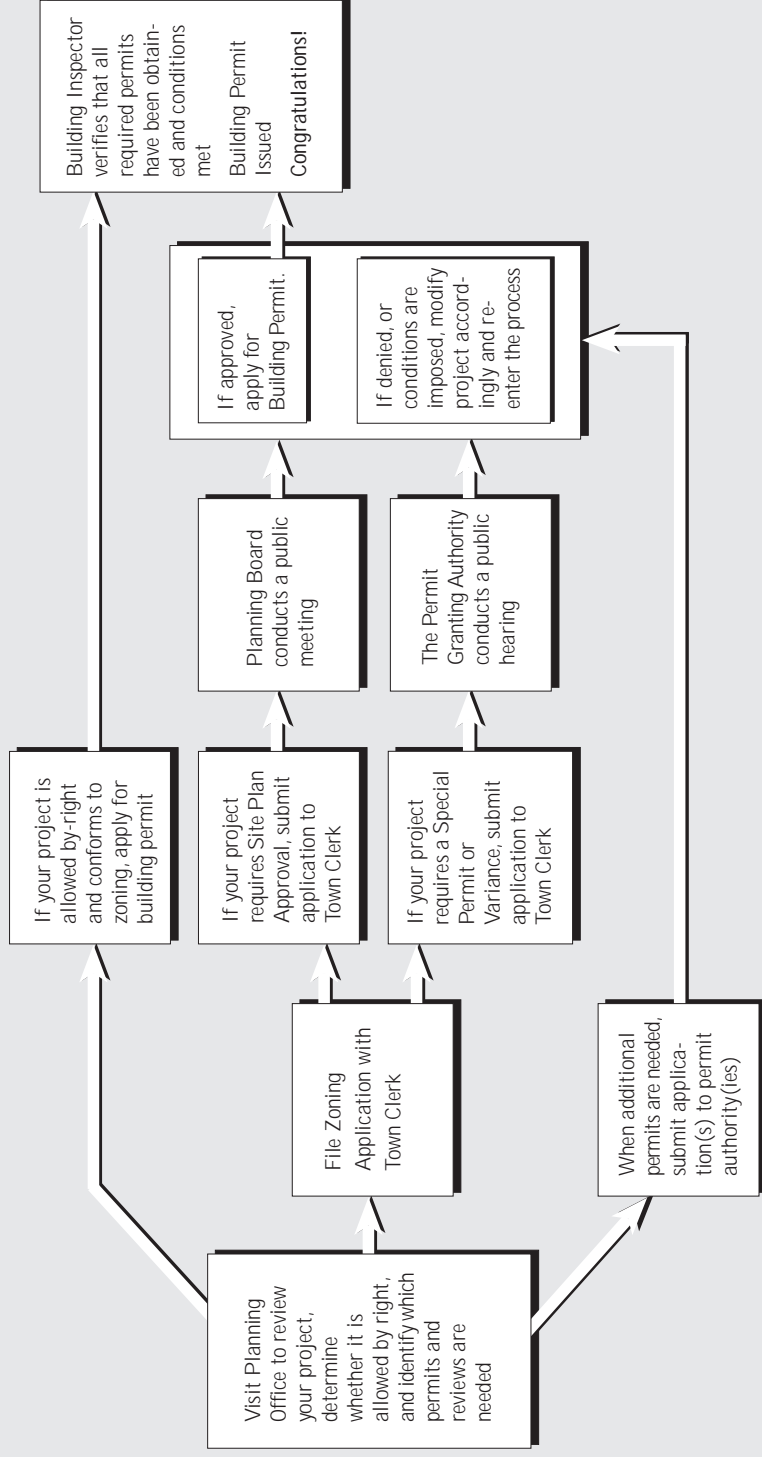 Visit Planning
Office to review
your project,
determine
whether it is
allowed by right,
and identify which
permits and
reviews are
needed
If your project is
allowed by-right
and conforms to
zoning, apply for
building permit
File Zoning
Application with
Town Clerk
If your project
requires Site Plan
Approval, submit
application to
Town Clerk
Planning Board
conducts a public
meeting
If your project
requires a Special
Permit or
Variance, submit
application to
Town Clerk
The Permit
Granting Authority
conducts a public
hearing
When additional
permits are needed,
submit applica-
tion(s) to permit
authority(ies)
If approved,
apply for
Building Permit.
If denied, or
conditions are
imposed, modify
project accord-
ingly and re-
enter the process
Building Inspector
verifies that all
required permits
have been obtain-
ed and conditions
met
Building Permit
Issued
Congratulations!